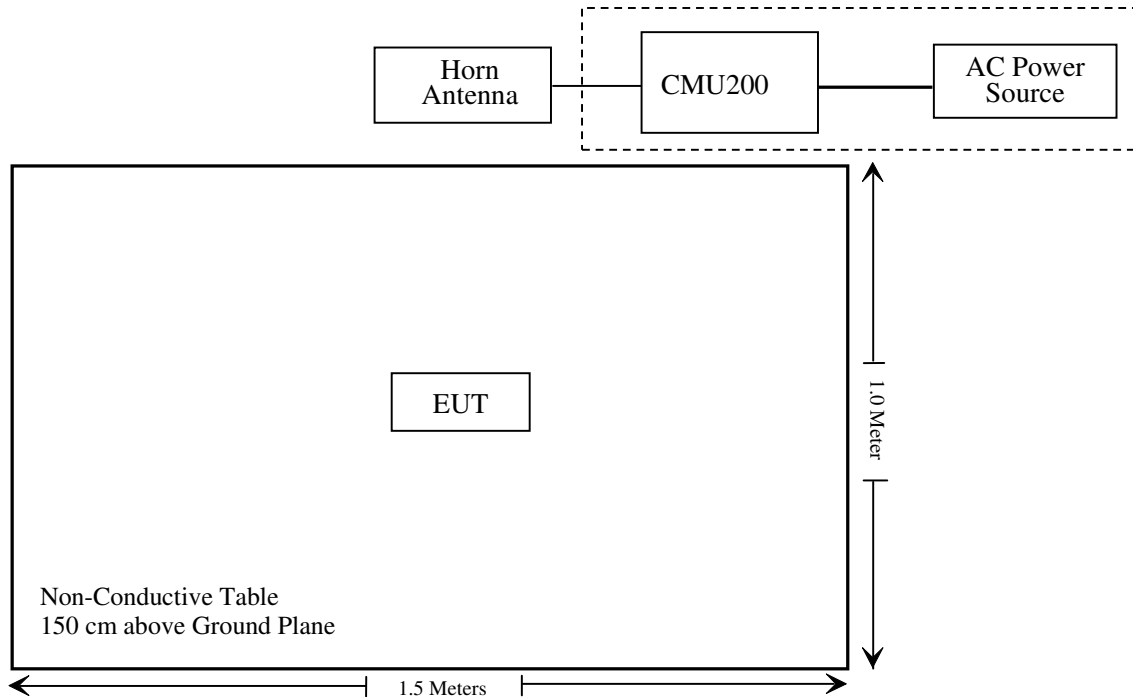 Horn
Antenna
CMU200
AC Power
Source
EUT
1.0 Meter
Non-Conductive Table
150 cm above Ground Plane
1.5 Meters